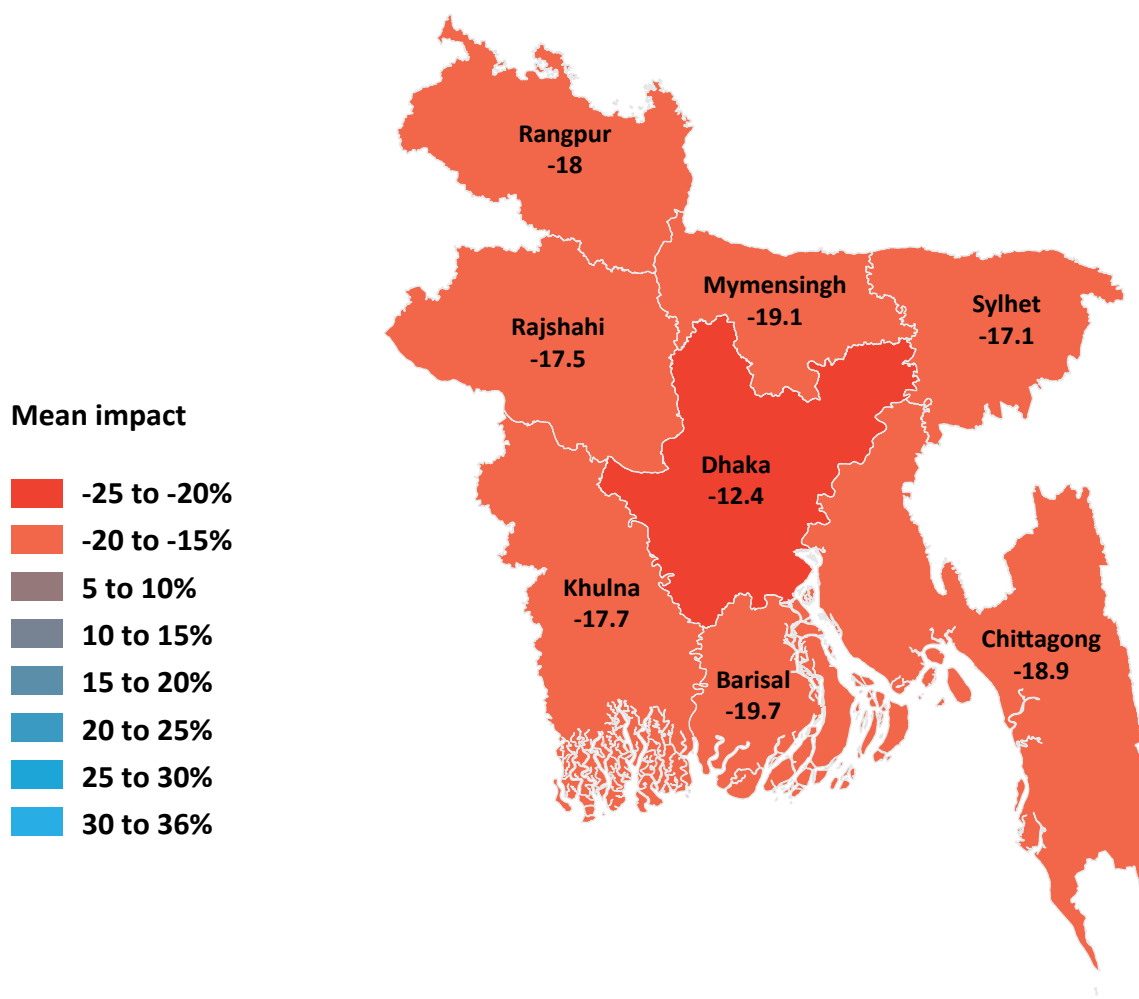 Rangpur
-18
Mymensingh
-19.1
Sylhet
-17.1
Rajshahi
-17.5
Mean impact
-25 to -20%
-20 to -15%
5 to 10%
10 to 15%
15 to 20%
20 to 25%
25 to 30%
30 to 36%
Dhaka
-12.4
Khulna
-17.7
Chittagong
-18.9
Barisal
-19.7